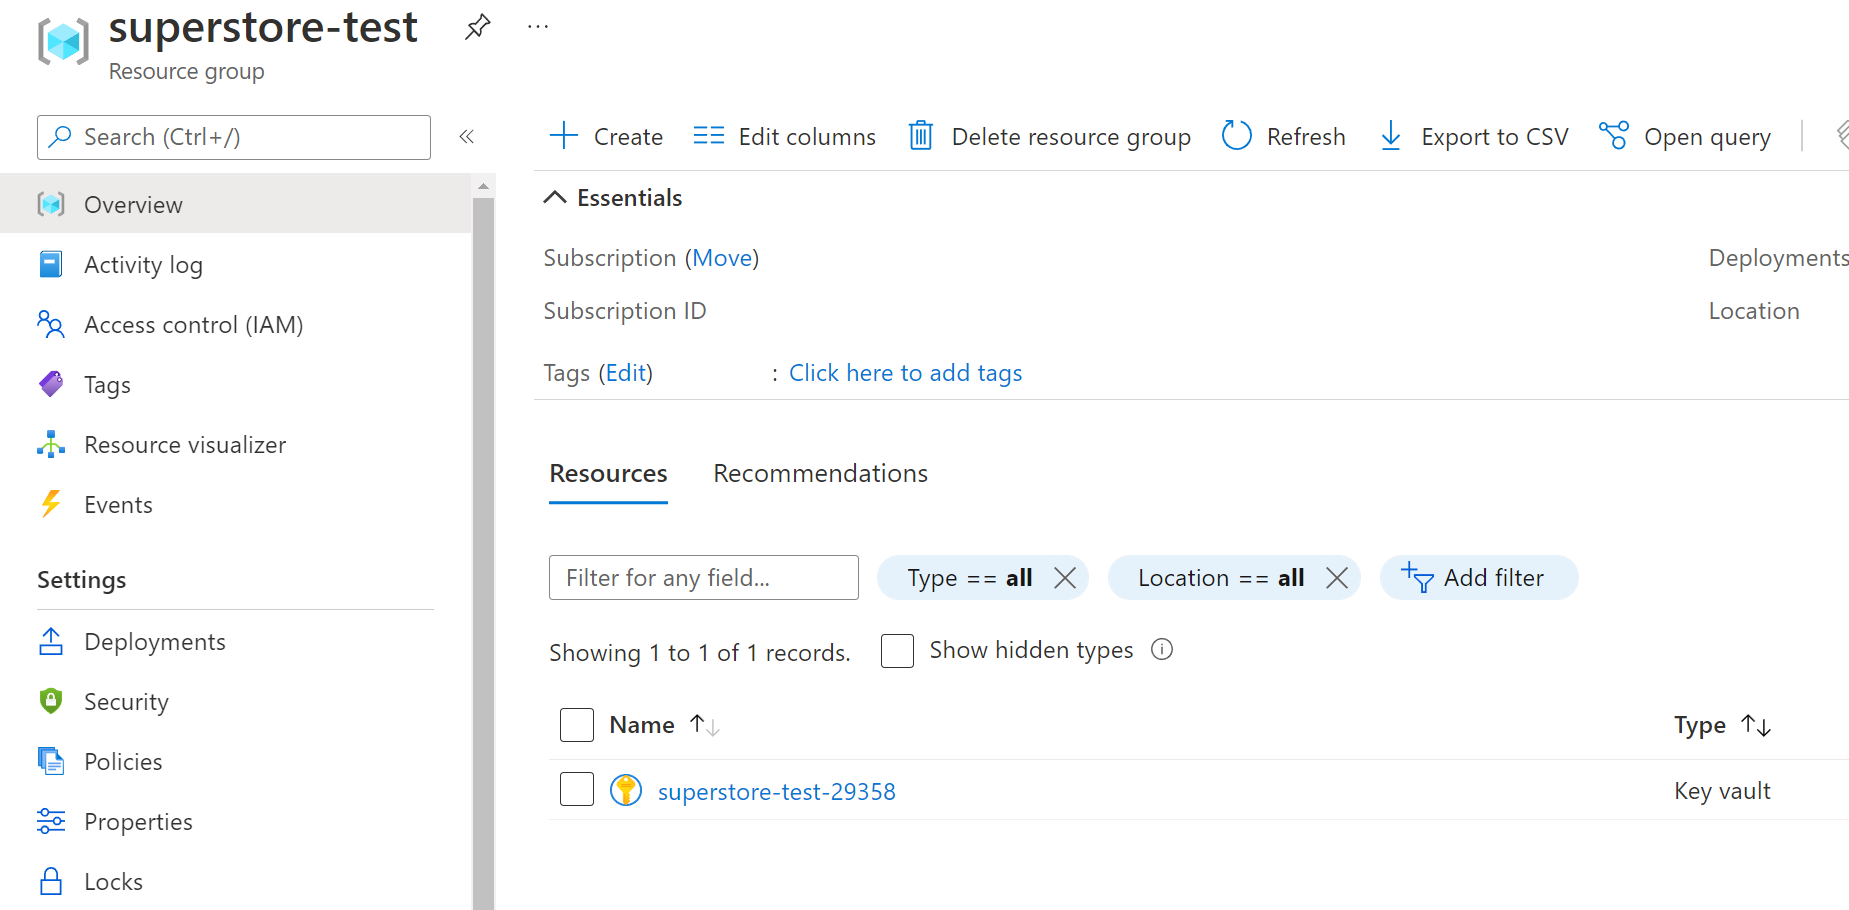 superstore-test
...
Resource group
Search (Ctrl+/)
«
Overview
Activity log
Access control (IAM)
Tags
Resource visualizer
Events
Settings
Deployments
Security
Policies
Properties
Locks
Create
Edit columns
Delete resource group
Refresh
Export to CSV
Open query
Essentials
Subscription (Move)
Deployments
Subscription ID
Location
Tags (Edit) : Click here to add tags
Resources
Recommendations
Filter for any field...
Type == all
Location == all
Add filter
Showing 1 to 1 of 1 records.
Show hidden types
Name ↑↓
Type ↑↓
superstore-test-29358
Key vault